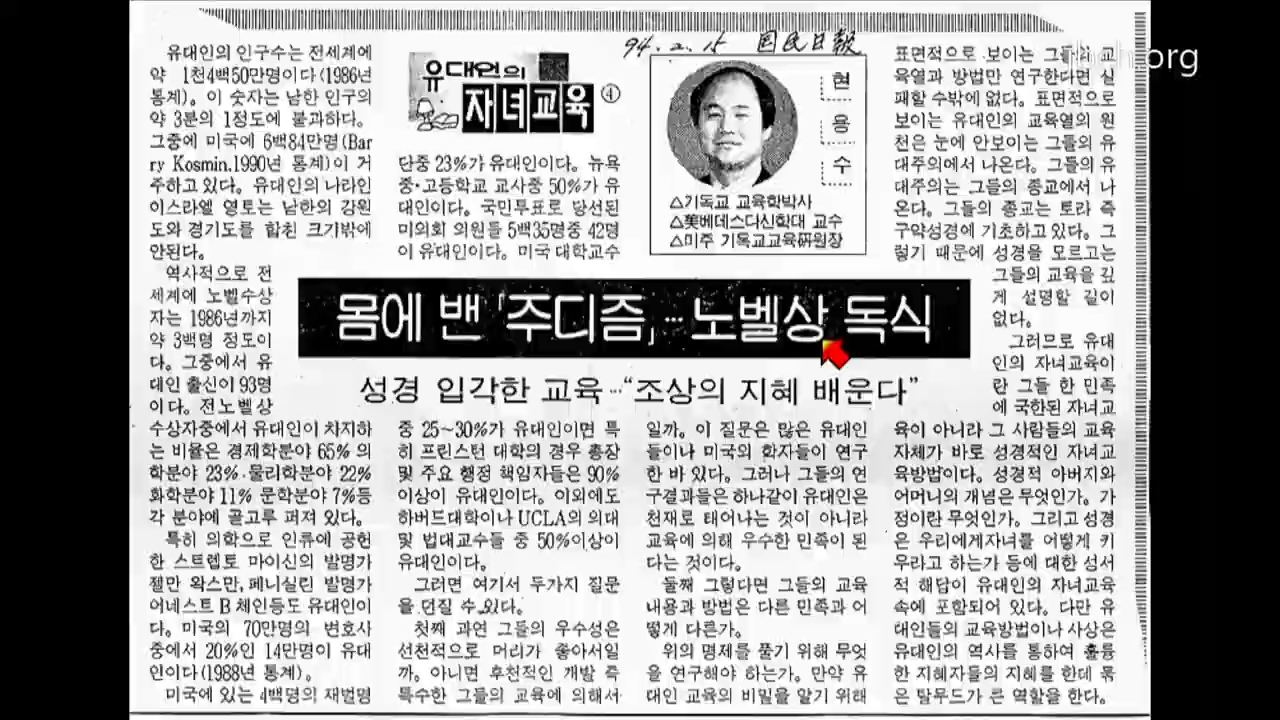 94. 2. 15 国民日報
hch.org
유대인의
자녀교육 ④
현
용
수
△기독교 교육학박사
△美베데스다신학대 교수
△미주 기독교교육硏원장
몸에 밴 「주디즘」…노벨상 독식
성경 입각한 교육…“조상의 지혜 배운다”
유대인의 인구수는 전세계에
약 1천4백50만명이다(1986년
통계). 이 숫자는 남한 인구의
약 3분의 1정도에 불과하다.
그중에 미국에 6백84만명(Bar
ry Kosmin.1990년 통계)이 거
주하고 있다. 유대인의 나라인
이스라엘 영토는 남한의 강원
도와 경기도를 합친 크기밖에
안된다.
역사적으로 전
세계에 노벨수상
자는 1986년까지
약 3백명 정도이
다. 그중에서 유
대인 출신이 93명
이다. 전노벨상
수상자중에서 유대인이 차지하
는 비율은 경제학분야 65% 의
학분야 23%·물리학분야 22%
화학분야 11% 문학분야 7%등
각 분야에 골고루 퍼져 있다.
특히 의학으로 인류에 공헌
한 스트렙토 마이신의 발명가
젤만 왁스만, 페니실린 발명가
어네스트 B 체인등도 유대인이
다. 미국의 70만명의 변호사
중에서 20%인 14만명이 유대
인이다(1988년 통계).
미국에 있는 4백명의 재벌명
단중 23%가 유대인이다. 뉴욕
중·고등학교 교사중 50%가 유
대인이다. 국민투표로 당선된
미의회 의원들 5백35명중 42명
이 유대인이다. 미국 대학교수
중 25∼30%가 유대인이면 특
히 프린스턴 대학의 경우 총장
및 주요 행정 책임자들은 90%
이상이 유대인이다. 이외에도
하버드대학이나 UCLA의 의대
및 법대교수들 중 50%이상이
유대인이다.
그러면 여기서 두가지 질문
을 던질 수 있다.
첫째 과연 그들의 우수성은
선천적으로 머리가 좋아서일
까. 아니면 후천적인 개발 즉
특수한 그들의 교육에 의해서
일까. 이 질문은 많은 유대인
들이나 미국의 학자들이 연구
한 바 있다. 그러나 그들의 연
구결과들은 하나같이 유대인은
천재로 태어나는 것이 아니라
교육에 의해 우수한 민족이 된
다는 것이다.
둘째 그렇다면 그들의 교육
내용과 방법은 다른 민족과 어
떻게 다른가.
위의 명제를 풀기 위해 무엇
을 연구해야 하는가. 만약 유
대인 교육의 비밀을 알기 위해
표면적으로 보이는 그들의 교
육열과 방법만 연구한다면 실
패할 수밖에 없다. 표면적으로
보이는 유대인의 교육열의 원
천은 눈에 안보이는 그들의 유
대주의에서 나온다. 그들의 유
대주의는 그들의 종교에서 나
온다. 그들의 종교는 토라 즉
구약성경에 기초하고 있다. 그
렇기 때문에 성경을 모르고는
그들의 교육을 깊
게 설명할 길이
없다.
그러므로 유대
인의 자녀교육이
란 그들 한 민족
에 국한된 자녀교
육이 아니라 그 사람들의 교육
자체가 바로 성경적인 자녀교
육방법이다. 성경적 아버지와
어머니의 개념은 무엇인가. 가
정이란 무엇인가. 그리고 성경
은 우리에게자녀를 어떻게 키
우라고 하는가 등에 대한 성서
적 해답이 유대인의 자녀교육
속에 포함되어 있다. 다만 유
대인들의 교육방법이나 사상은
유대인의 역사를 통하여 훌륭
한 지혜자들의 지혜를 한데 묶
은 탈무드가 큰 역할을 한다.